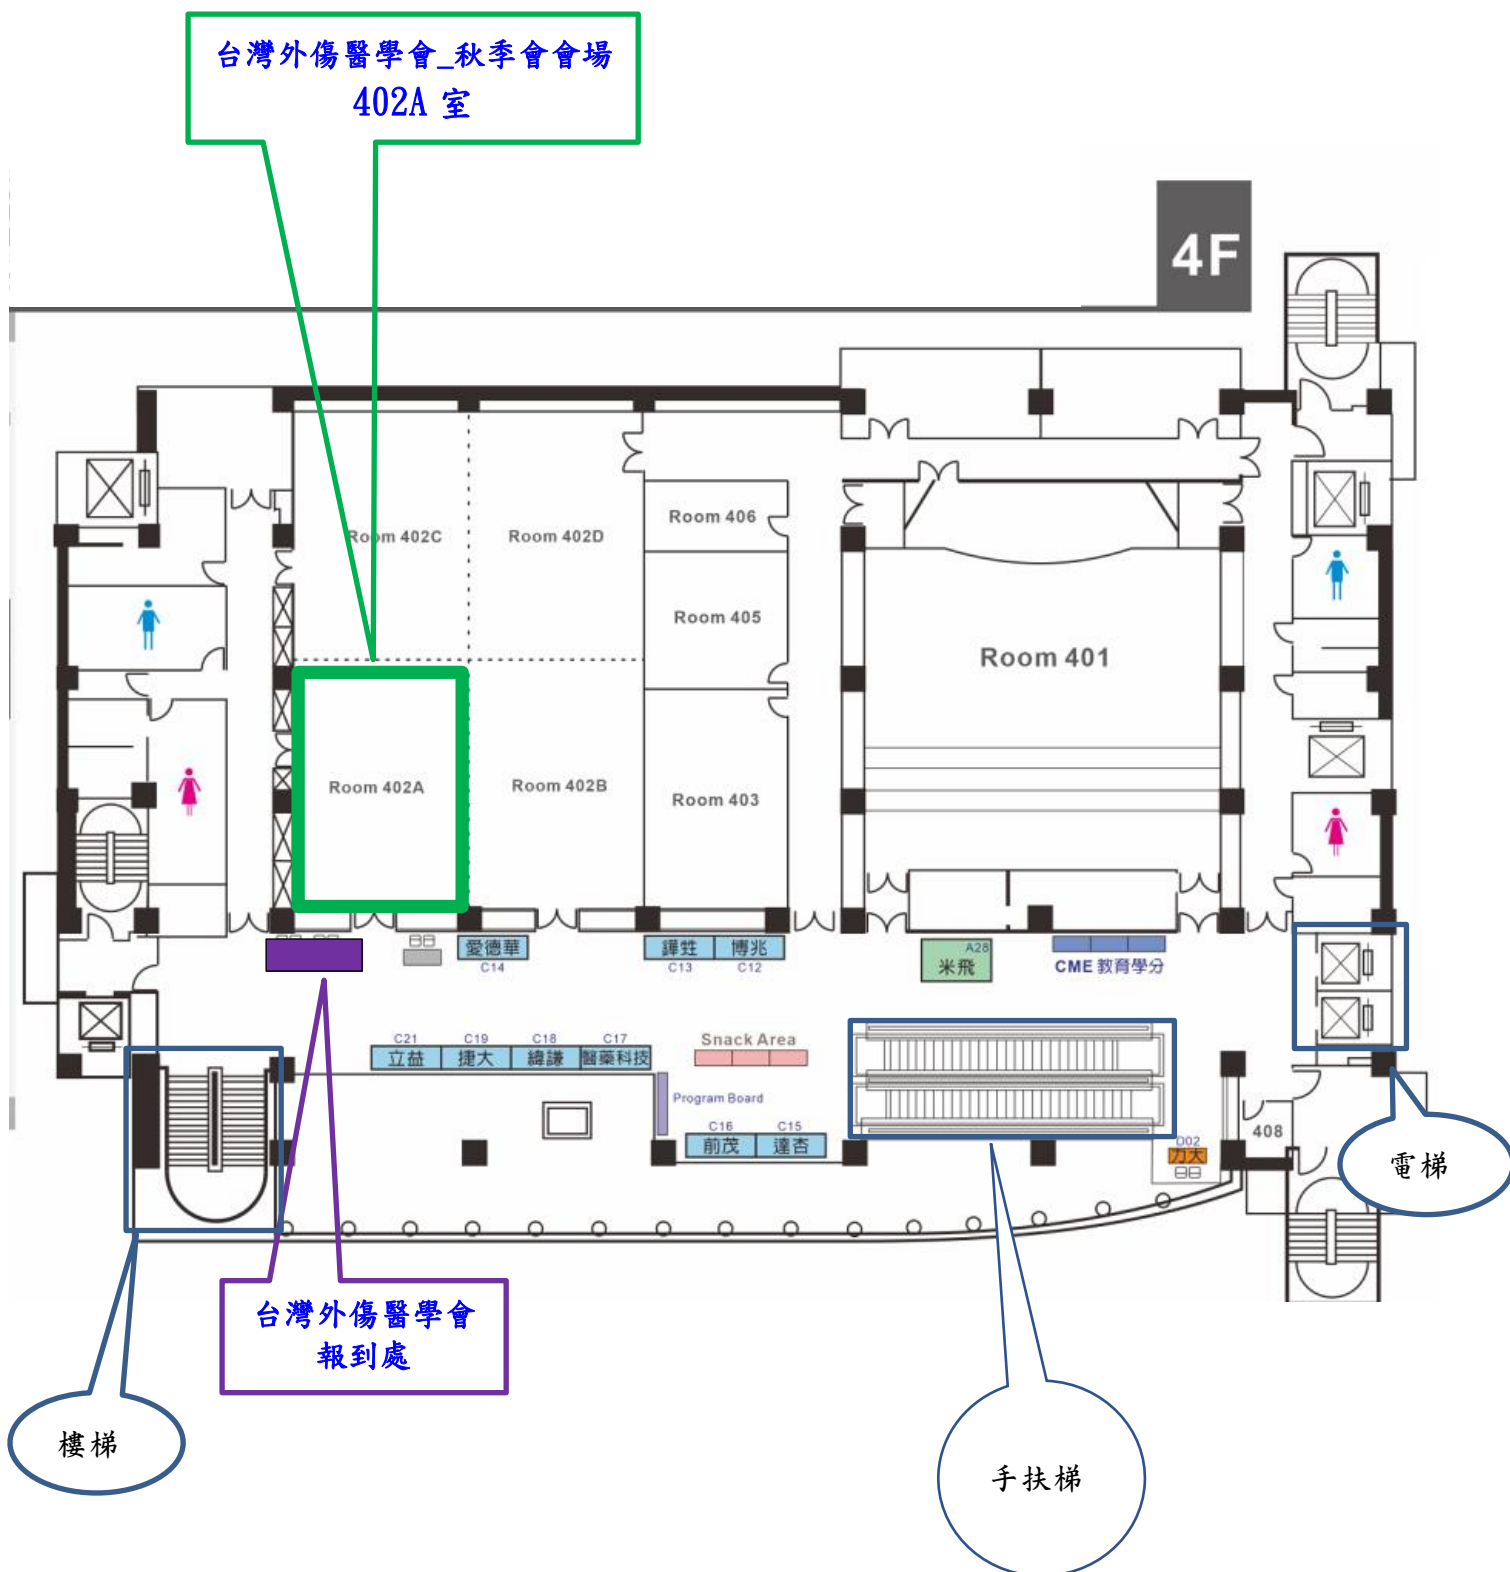 台灣外傷醫學會_秋季會會場
402A 室
4F
Room 402C
Room 402D
Room 406
Room 405
Room 401
Room 402A
Room 402B
Room 403
愛德華
C14
譁甡
博兆
C13
C12
A28
米飛
CME 教育學分
C21
C19
C18
C17
立益
捷大
緯謙
醫藥科技
Snack Area
Program Board
C16
C15
前茂
達杏
D02
力大
408
電梯
台灣外傷醫學會
報到處
樓梯
手扶梯